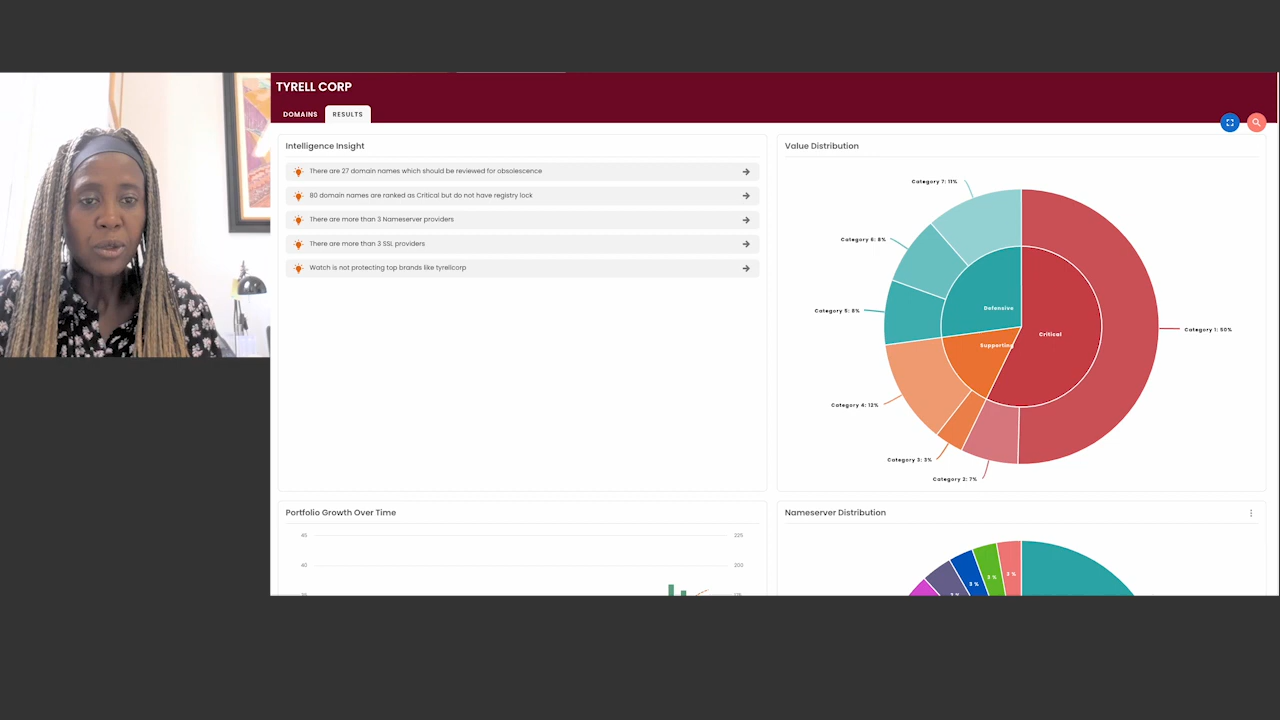 TYRELL CORP
DOMAINS
RESULTS
Intelligence Insight
There are 27 domain names which should be reviewed for obsolescence
80 domain names are ranked as Critical but do not have registry lock
There are more than 3 Nameserver providers
There are more than 3 SSL providers
Watch is not protecting top brands like tyrellcorp
Value Distribution
Category 7: 11%
Category 6: 8%
Category 5: 8%
Category 4: 12%
Category 3: 3%
Category 2: 7%
Category 1: 50%
Defensive
Supporting
Critical
Portfolio Growth Over Time
45
225
40
200
Nameserver Distribution
3 %
3 %
3 %